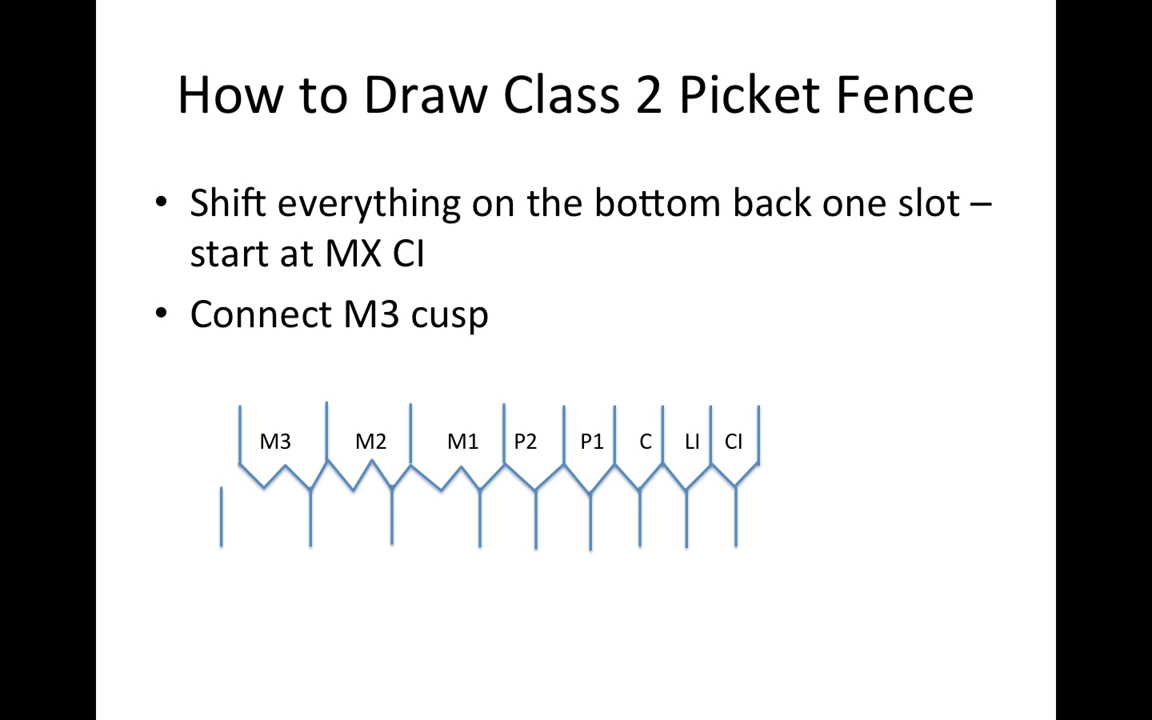 How to Draw Class 2 Picket Fence
• Shift everything on the bottom back one slot –
start at MX CI
• Connect M3 cusp
M3 M2 M1 P2 P1 C LI CI